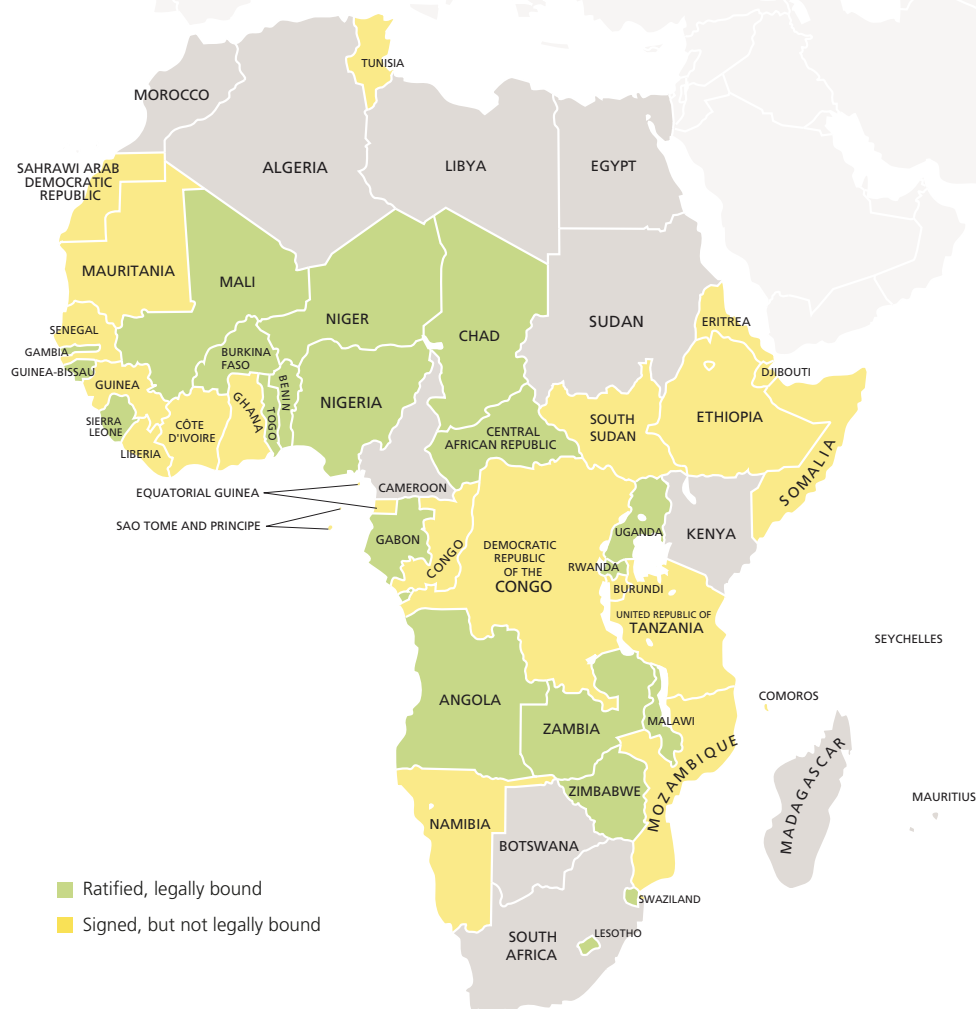 TUNISIA
MOROCCO
ALGERIA
LIBYA
EGYPT
SAHRAWI ARAB
DEMOCRATIC
REPUBLIC
MAURITANIA
MALI
NIGER
CHAD
SUDAN
ERITREA
SENEGAL
GAMBIA
GUINEA-BISSAU
GUINEA
BURKINA
FASO
BENIN
TOGO
GHANA
NIGERIA
DJIBOUTI
ETHIOPIA
SOUTH
SUDAN
SOMALIA
SIERRA
LEONE
LIBERIA
CÔTE
D'IVOIRE
CENTRAL
AFRICAN REPUBLIC
CAMEROON
EQUATORIAL GUINEA
SAO TOME AND PRINCIPE
GABON
CONGO
DEMOCRATIC
REPUBLIC
OF THE
CONGO
UGANDA
KENYA
RWANDA
BURUNDI
UNITED REPUBLIC OF
TANZANIA
SEYCHELLES
COMOROS
ANGOLA
ZAMBIA
MALAWI
MOZAMBIQUE
MADAGASCAR
MAURITIUS
ZIMBABWE
NAMIBIA
BOTSWANA
SWAZILAND
LESOTHO
SOUTH
AFRICA
Ratified, legally bound
Signed, but not legally bound